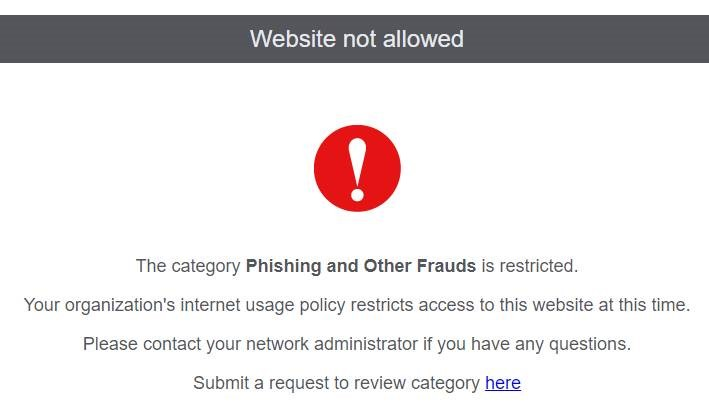 Website not allowed
The category Phishing and Other Frauds is restricted.
Your organization's internet usage policy restricts access to this website at this time.
Please contact your network administrator if you have any questions.
Submit a request to review category here